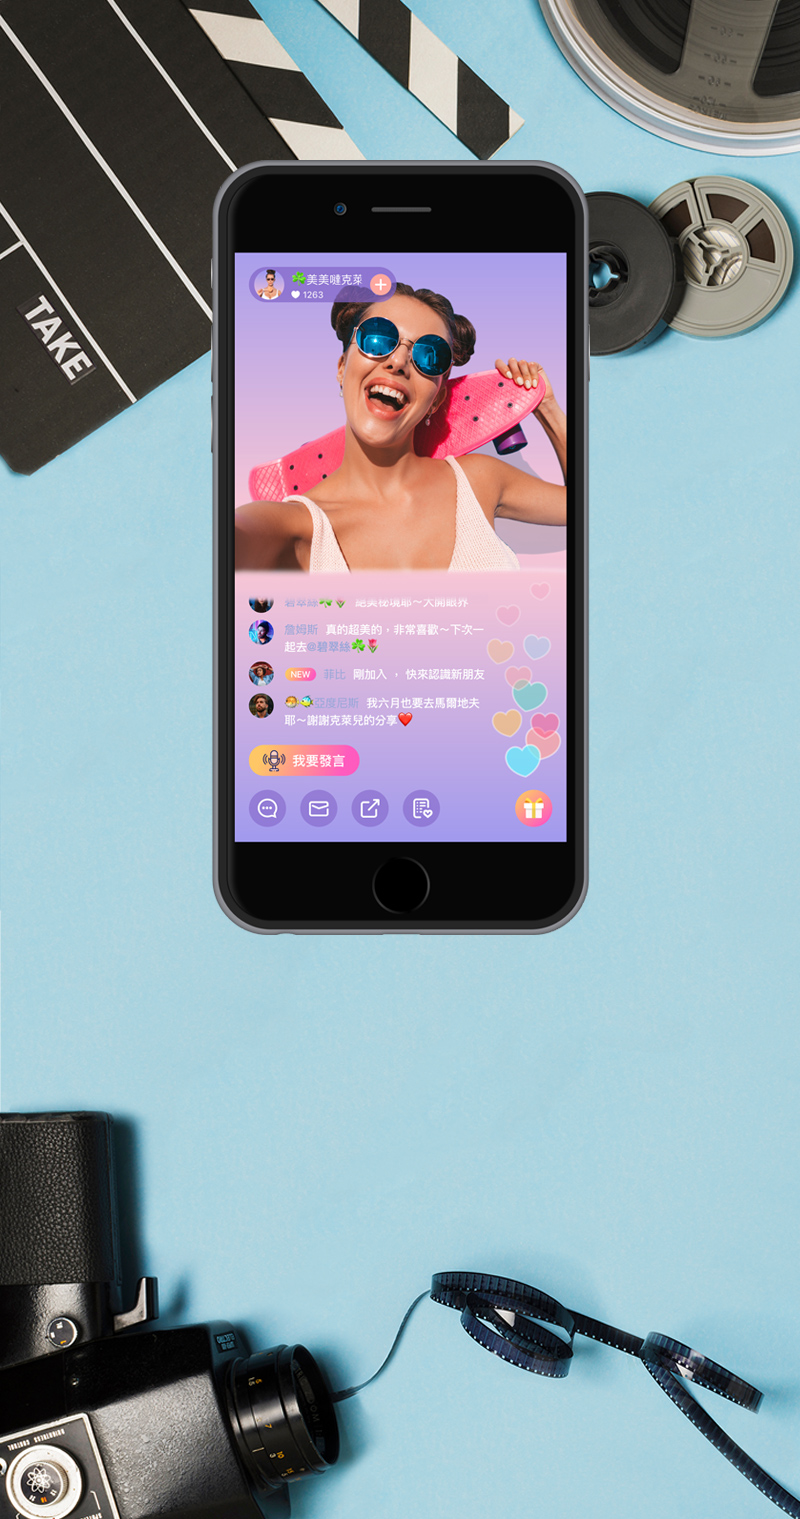 TAKE
☘️美美噠克萊
1263
碧翠絲☘️🌷 絕美秘境耶～大開眼界
詹姆斯 真的超美的，非常喜歡～下次一
起去@碧翠絲☘️🌷
NEW 菲比 剛加入 ， 快來認識新朋友
🐡🐠亞度尼斯 我六月也要去馬爾地夫
耶～謝謝克萊兒的分享❤️
我要發言